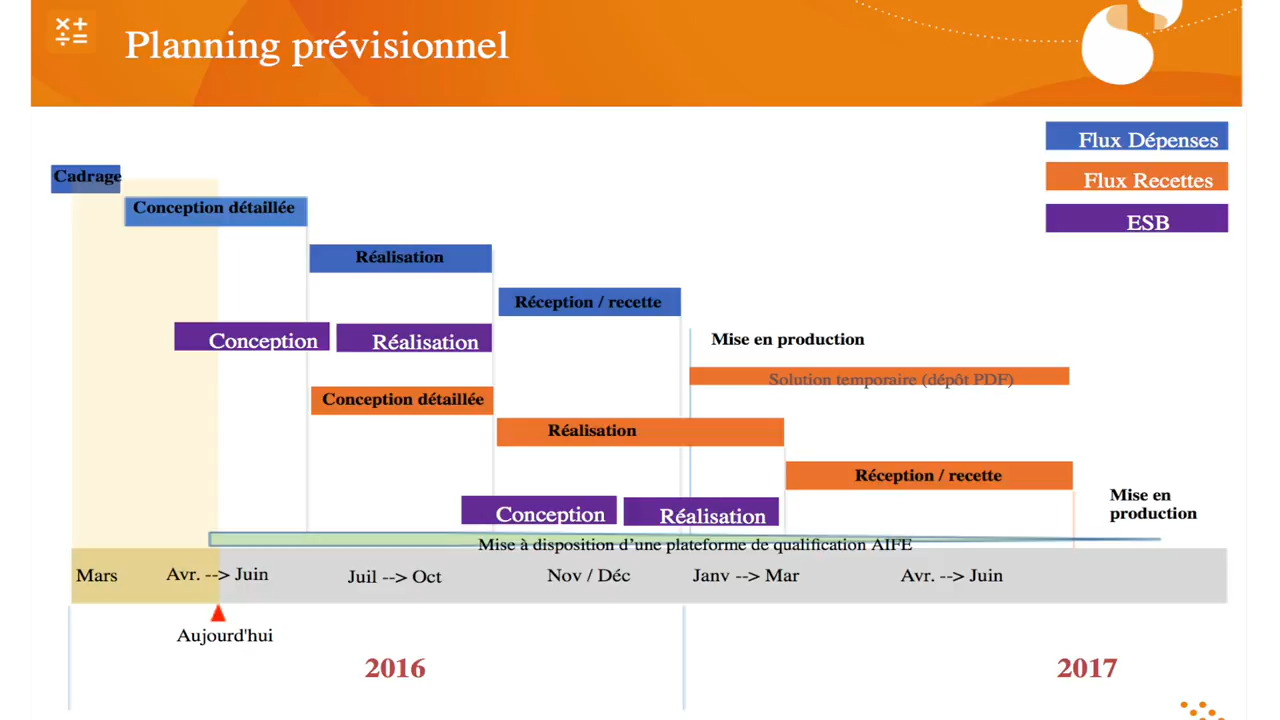 Planning prévisionnel
Flux Dépenses
Flux Recettes
ESB
Cadrage
Conception détaillée
Réalisation
Réception / recette
Conception
Réalisation
Mise en production
Solution temporaire (dépôt PDF)
Conception détaillée
Réalisation
Réception / recette
Mise en
production
Conception
Réalisation
Mise à disposition d’une plateforme de qualification AIFE
Mars
Avr. --> Juin
Juil --> Oct
Nov / Déc
Janv --> Mar
Avr. --> Juin
Aujourd'hui
2016
2017